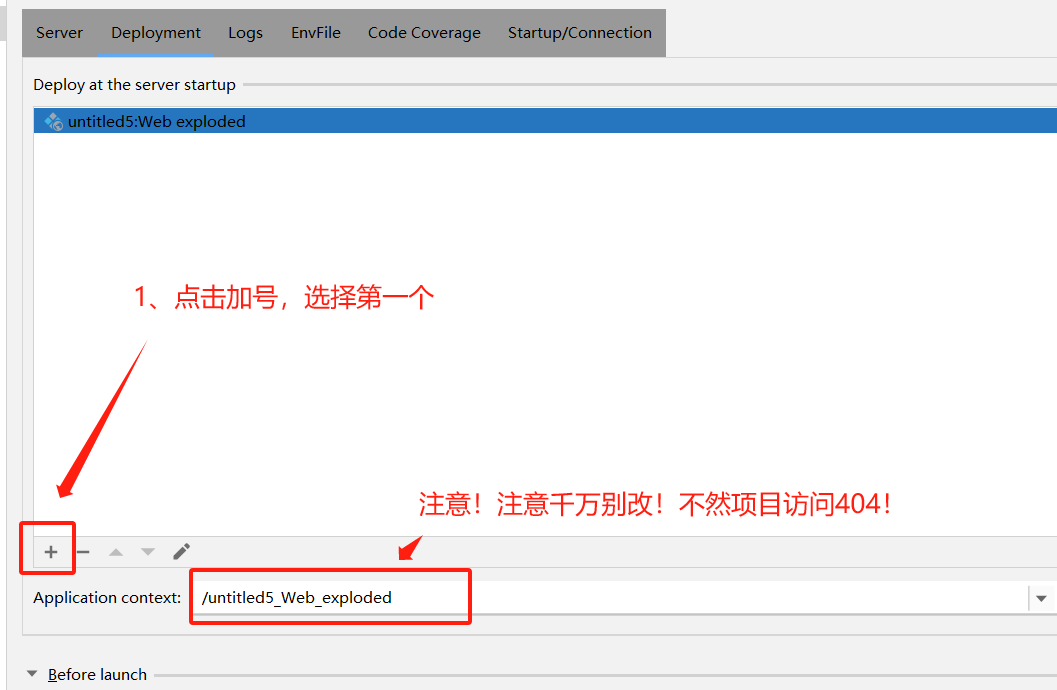 Server Deployment Logs EnvFile Code Coverage Startup/Connection
Deploy at the server startup
untitled5:Web exploded
1、点击加号，选择第一个
注意！注意千万别改！不然项目访问404！
Application context: /untitled5_Web_exploded
Before launch